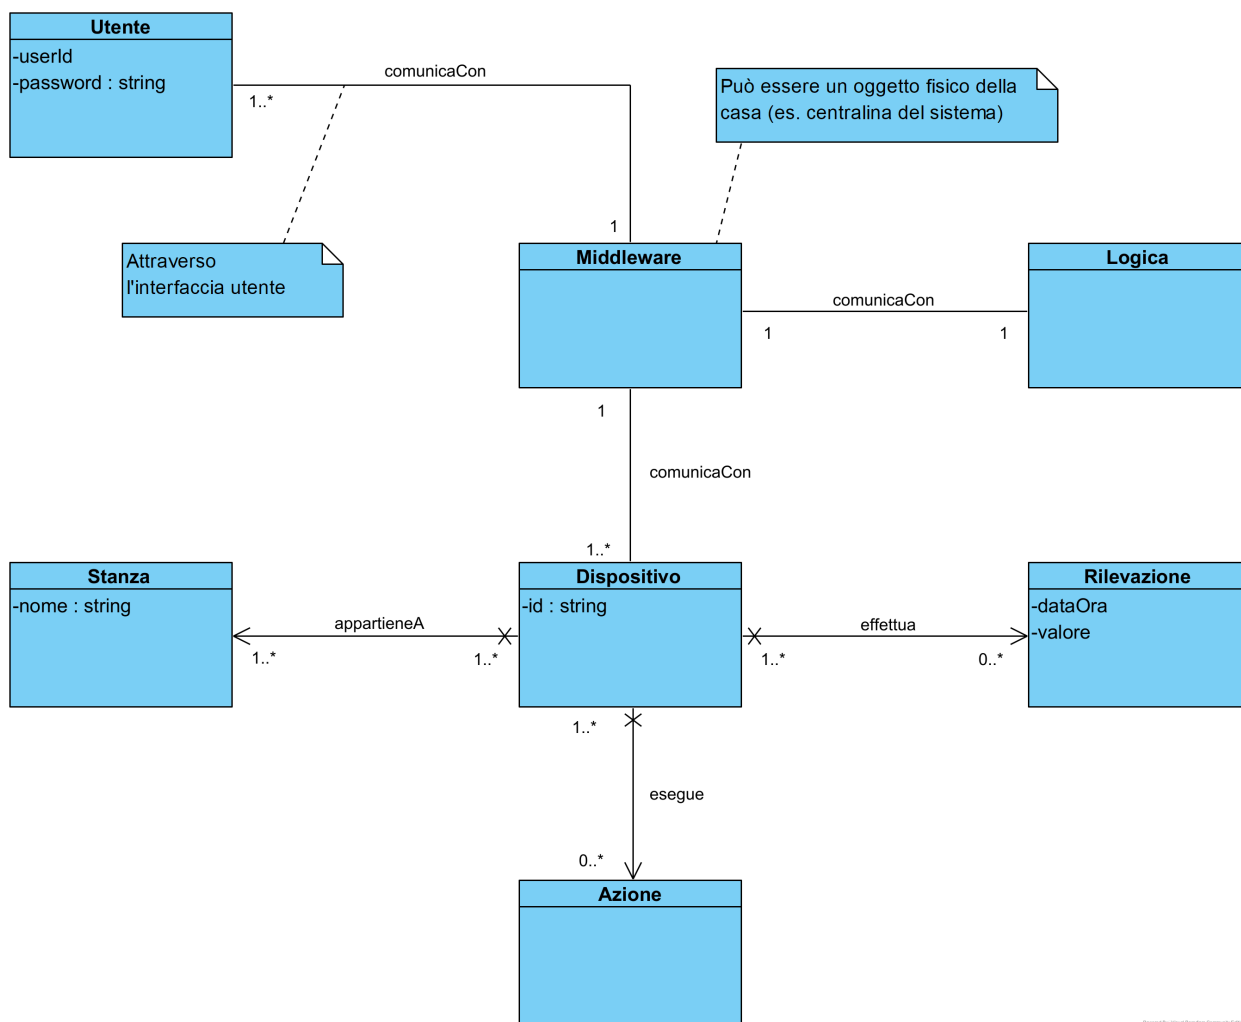 Utente
-userId
-password : string
comunicaCon
1..*
1
Può essere un oggetto fisico della
casa (es. centralina del sistema)
Attraverso
l'interfaccia utente
Middleware
Logica
comunicaCon
1
1
1
comunicaCon
1..*
Stanza
-nome : string
Dispositivo
-id : string
Rilevazione
-dataOra
-valore
appartieneA
1..*
1..*
effettua
1..*
0..*
1..*
esegue
0..*
Azione